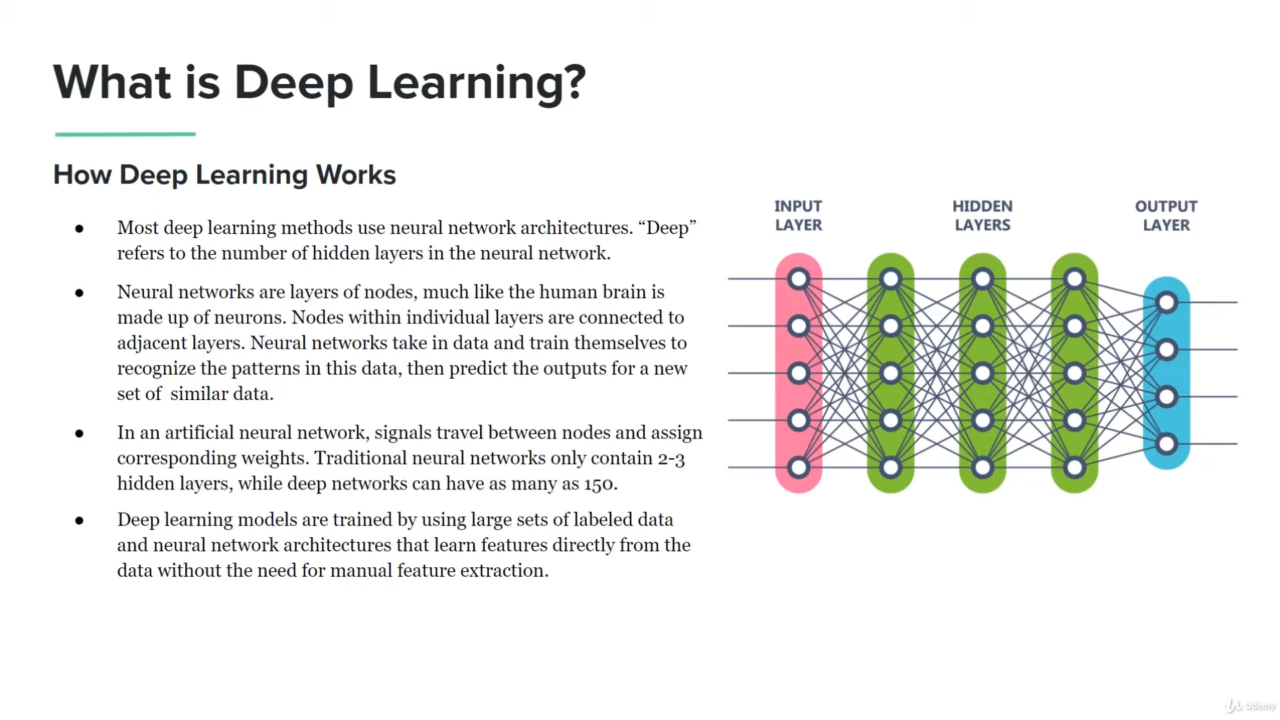 What is Deep Learning?
How Deep Learning Works
● Most deep learning methods use neural network architectures. “Deep”
refers to the number of hidden layers in the neural network.
● Neural networks are layers of nodes, much like the human brain is
made up of neurons. Nodes within individual layers are connected to
adjacent layers. Neural networks take in data and train themselves to
recognize the patterns in this data, then predict the outputs for a new
set of  similar data.
● In an artificial neural network, signals travel between nodes and assign
corresponding weights. Traditional neural networks only contain 2-3
hidden layers, while deep networks can have as many as 150.
● Deep learning models are trained by using large sets of labeled data
and neural network architectures that learn features directly from the
data without the need for manual feature extraction.
INPUT
LAYER
HIDDEN
LAYERS
OUTPUT
LAYER
Udemy